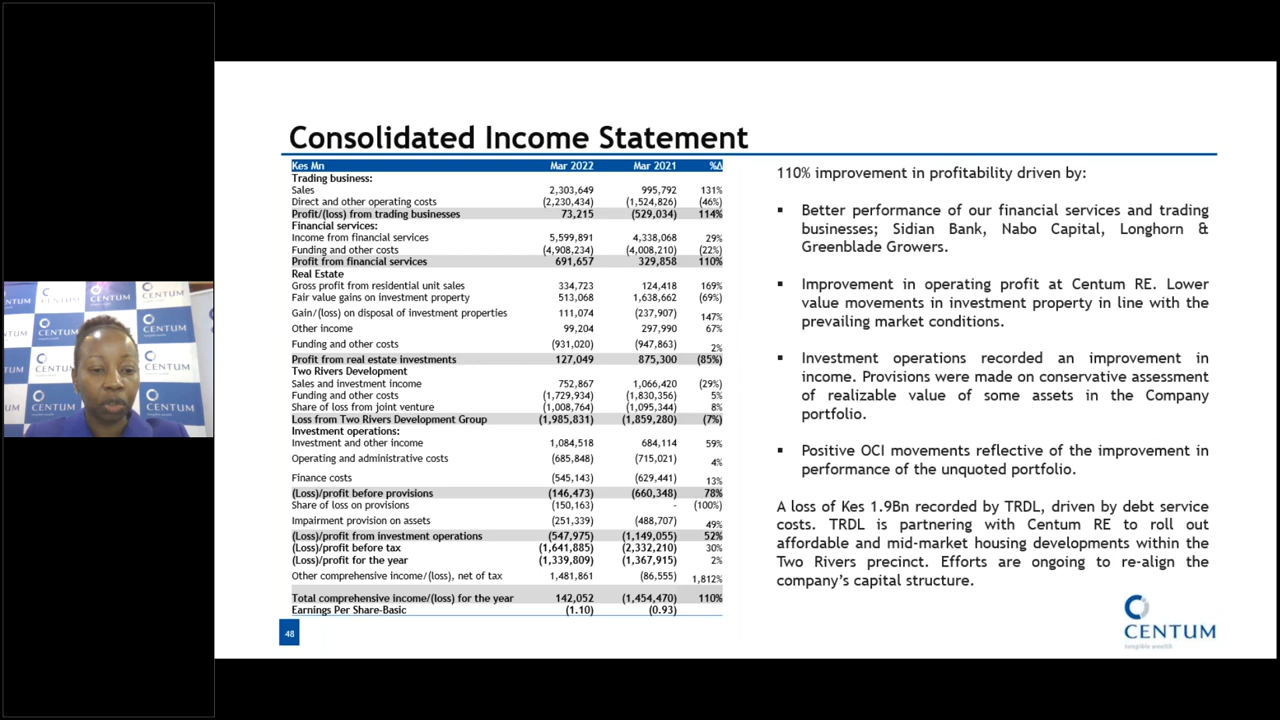 Consolidated Income Statement
Kes Mn Mar 2022 Mar 2021 %Δ
Trading business:
Sales 2,303,649 995,792 131%
Direct and other operating costs (2,230,434) (1,524,826) (46%)
Profit/(loss) from trading businesses 73,215 (529,034) 114%
Financial services:
Income from financial services 5,599,891 4,338,068 29%
Funding and other costs (4,908,234) (4,008,210) (22%)
Profit from financial services 691,657 329,858 110%
Real Estate
Gross profit from residential unit sales 334,723 124,418 169%
Fair value gains on investment property 513,068 1,638,662 (69%)
Gain/(loss) on disposal of investment properties 111,074 (237,907) 147%
Other income 99,204 297,990 67%
Funding and other costs (931,020) (947,863) 2%
Profit from real estate investments 127,049 875,300 (85%)
Two Rivers Development
Sales and investment income 752,867 1,066,420 (29%)
Funding and other costs (1,729,934) (1,830,356) 5%
Share of loss from joint venture (1,008,764) (1,095,344) 8%
Loss from Two Rivers Development Group (1,985,831) (1,859,280) (7%)
Investment operations:
Investment and other income 1,084,518 684,114 59%
Operating and administrative costs (685,848) (715,021) 4%
Finance costs (545,143) (629,441) 13%
(Loss)/profit before provisions (146,473) (660,348) 78%
Share of loss on provisions (150,163) - (100%)
Impairment provision on assets (251,339) (488,707) 49%
(Loss)/profit from investment operations (547,975) (1,149,055) 52%
(Loss)/profit before tax (1,641,885) (2,332,210) 30%
(Loss)/profit for the year (1,339,809) (1,367,915) 2%
Other comprehensive income/(loss), net of tax 1,481,861 (86,555) 1,812%
Total comprehensive income/(loss) for the year 142,052 (1,454,470) 110%
Earnings Per Share-Basic (1.10) (0.93)
48
110% improvement in profitability driven by:
▪ Better performance of our financial services and trading
businesses; Sidian Bank, Nabo Capital, Longhorn &
Greenblade Growers.
▪ Improvement in operating profit at Centum RE. Lower
value movements in investment property in line with the
prevailing market conditions.
▪ Investment operations recorded an improvement in
income. Provisions were made on conservative assessment
of realizable value of some assets in the Company
portfolio.
▪ Positive OCI movements reflective of the improvement in
performance of the unquoted portfolio.
A loss of Kes 1.9Bn recorded by TRDL, driven by debt service
costs. TRDL is partnering with Centum RE to roll out
affordable and mid-market housing developments within the
Two Rivers precinct. Efforts are ongoing to re-align the
company's capital structure.
CENTUM
tangible wealth
CENTUM
CENTUM
CENTUM
CENTUM
CENTUM